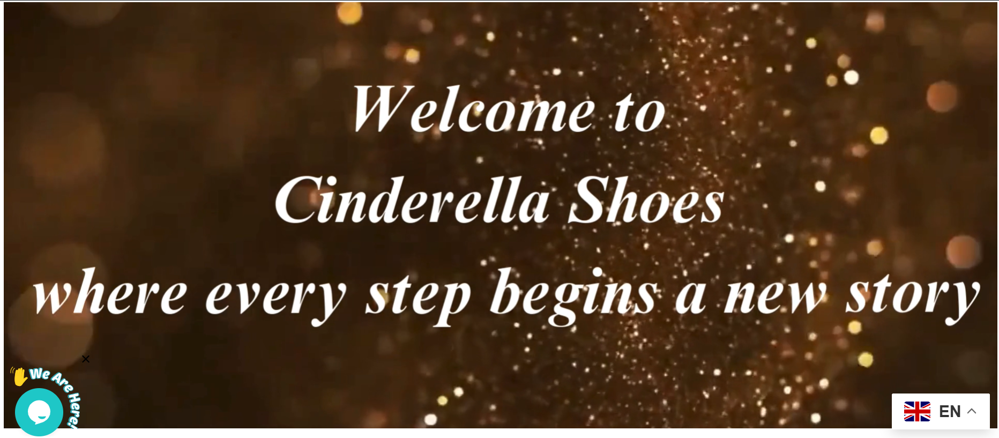 Welcome to
Cinderella Shoes
where every step begins a new story
We Are Here!
EN